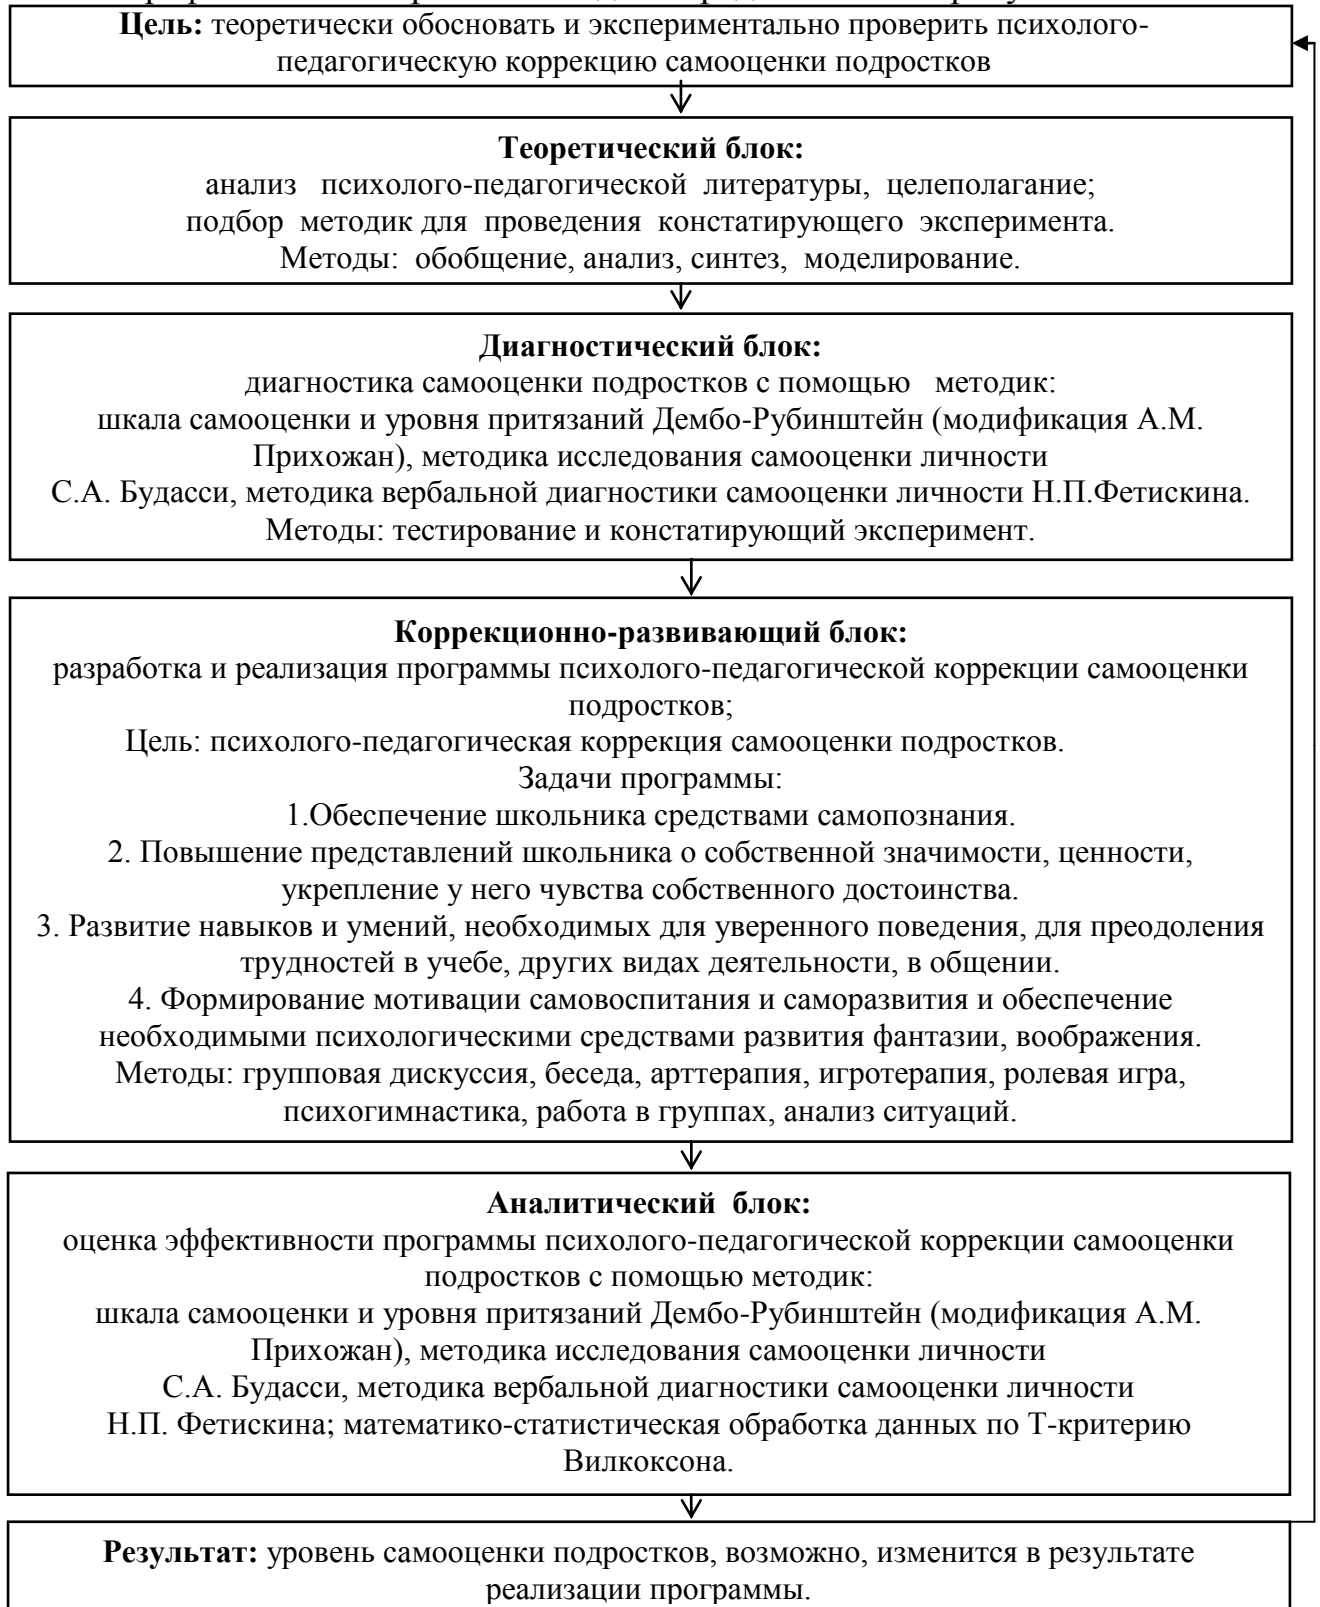 Цель: теоретически обосновать и экспериментально проверить психолого-
педагогическую коррекцию самооценки подростков
Теоретический блок:
анализ психолого-педагогической литературы, целеполагание;
подбор методик для проведения констатирующего эксперимента.
Методы: обобщение, анализ, синтез, моделирование.
Диагностический блок:
диагностика самооценки подростков с помощью методик:
шкала самооценки и уровня притязаний Дембо-Рубинштейн (модификация А.М.
Прихожан), методика исследования самооценки личности
С.А. Будасси, методика вербальной диагностики самооценки личности Н.П.Фетискина.
Методы: тестирование и констатирующий эксперимент.
Коррекционно-развивающий блок:
разработка и реализация программы психолого-педагогической коррекции самооценки
подростков;
Цель: психолого-педагогическая коррекция самооценки подростков.
Задачи программы:
1.Обеспечение школьника средствами самопознания.
2. Повышение представлений школьника о собственной значимости, ценности,
укрепление у него чувства собственного достоинства.
3. Развитие навыков и умений, необходимых для уверенного поведения, для преодоления
трудностей в учебе, других видах деятельности, в общении.
4. Формирование мотивации самовоспитания и саморазвития и обеспечение
необходимыми психологическими средствами развития фантазии, воображения.
Методы: групповая дискуссия, беседа, арттерапия, игротерапия, ролевая игра,
психогимнастика, работа в группах, анализ ситуаций.
Аналитический блок:
оценка эффективности программы психолого-педагогической коррекции самооценки
подростков с помощью методик:
шкала самооценки и уровня притязаний Дембо-Рубинштейн (модификация А.М.
Прихожан), методика исследования самооценки личности
С.А. Будасси, методика вербальной диагностики самооценки личности
Н.П. Фетискина; математико-статистическая обработка данных по Т-критерию
Вилкоксона.
Результат: уровень самооценки подростков, возможно, изменится в результате
реализации программы.